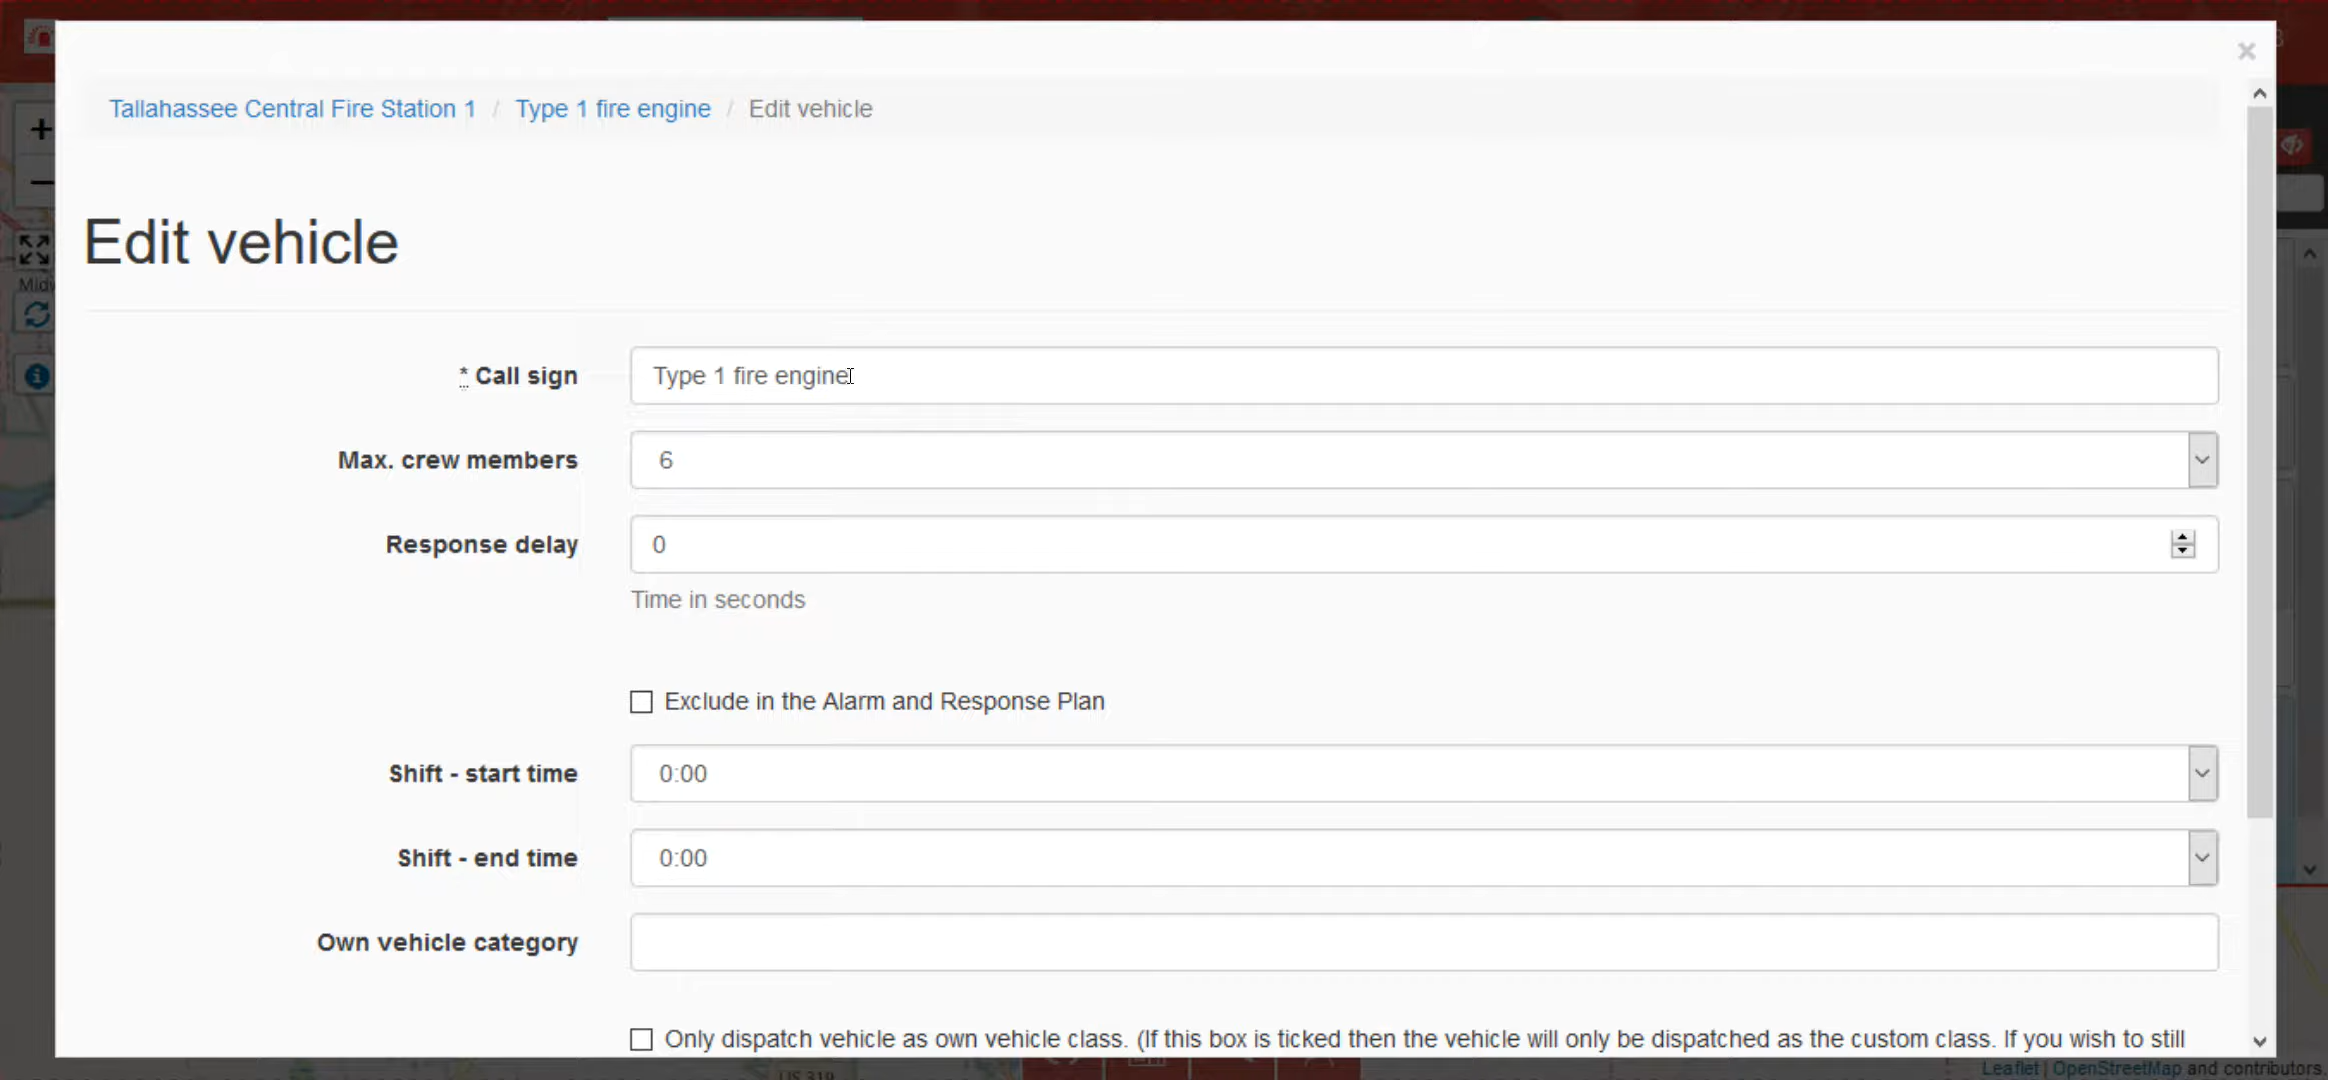 Tallahassee Central Fire Station 1 / Type 1 fire engine / Edit vehicle
Edit vehicle
* Call sign Type 1 fire engine
Max. crew members 6
Response delay 0
Time in seconds
Exclude in the Alarm and Response Plan
Shift - start time 0:00
Shift - end time 0:00
Own vehicle category
Only dispatch vehicle as own vehicle class. (If this box is ticked then the vehicle will only be dispatched as the custom class. If you wish to still
Leaflet | OpenStreetMap and contributors,